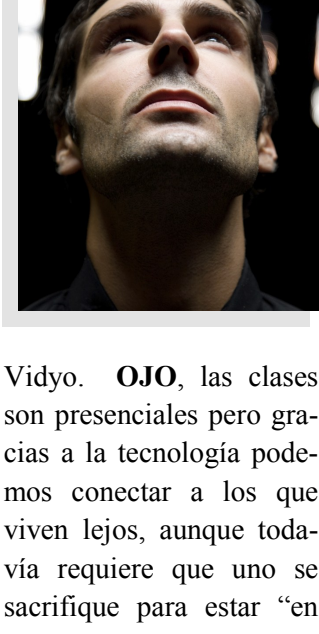 Vidyo. OJO, las clases
son presenciales pero gra-
cias a la tecnología pode-
mos conectar a los que
viven lejos, aunque toda-
vía requiere que uno se
sacrifique para estar “en